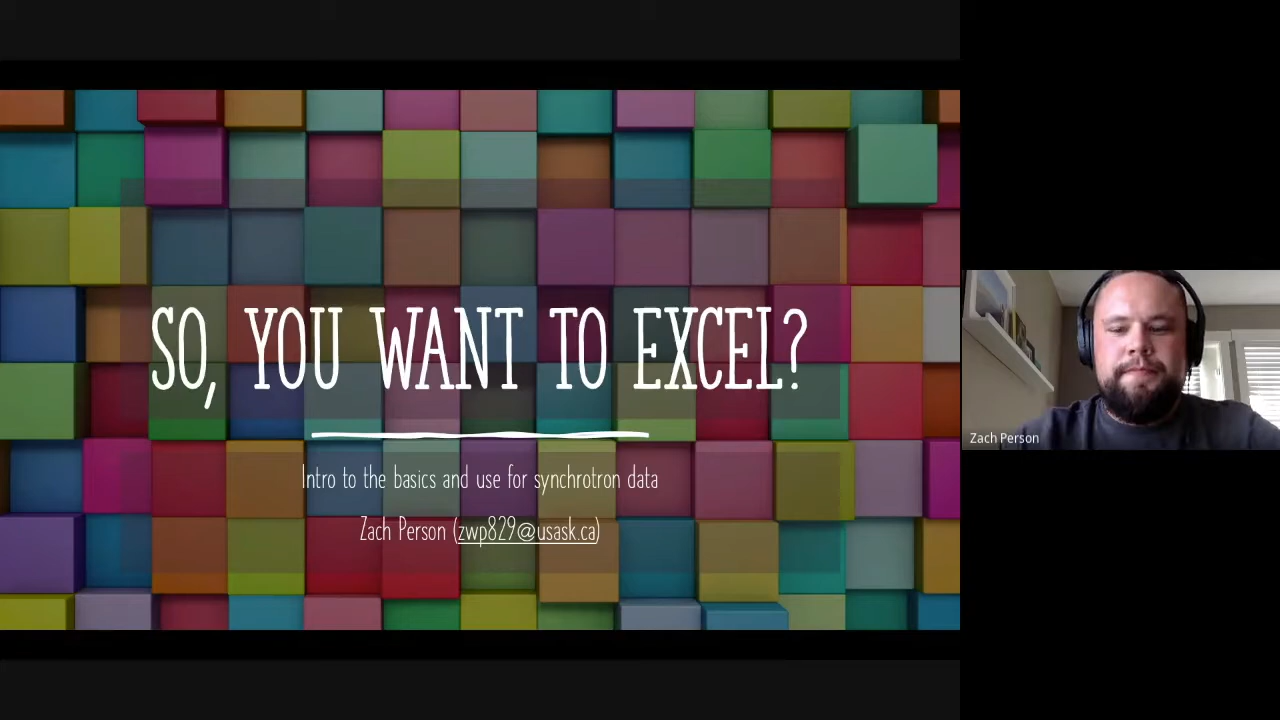 SO, YOU WANT TO EXCEL?
Intro to the basics and use for synchrotron data
Zach Person (zwp829@usask.ca)
Zach Person